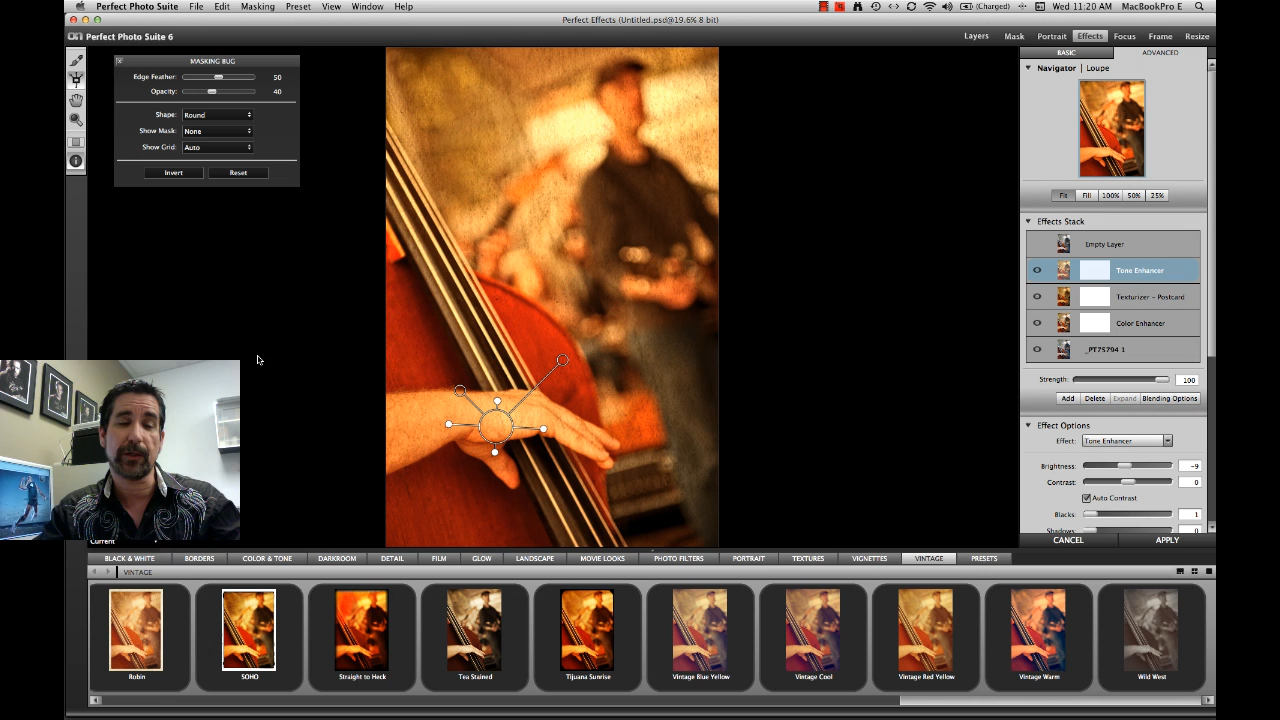 Perfect Photo Suite File Edit Masking Preset View Window Help (Charged) Wed 11:20 AM MacBookPro E
Perfect Effects (Untitled.psd@19.6% 8 bit)
on Perfect Photo Suite 6 Layers Mask Portrait Effects Focus Frame Resize
BASIC ADVANCED
MASKING BUG
Edge Feather: 50
Opacity: 40
Shape: Round
Show Mask: None
Show Grid: Auto
Invert Reset
Navigator | Loupe
Fit Fill 100% 50% 25%
Effects Stack
Empty Layer
Tone Enhancer
Texturizer - Postcard
Color Enhancer
_PT75794 1
Strength: 100
Add Delete Expand Blending Options
Effect Options
Effect: Tone Enhancer
Brightness: -9
Contrast: 0
Auto Contrast
Blacks: 1
Shadows: 0
CANCEL APPLY
Current
BLACK & WHITE BORDERS COLOR & TONE DARKROOM DETAIL FILM GLOW LANDSCAPE MOVIE LOOKS PHOTO FILTERS PORTRAIT TEXTURES VIGNETTES VINTAGE PRESETS
VINTAGE
Robin SOHO Straight to Heck Tea Stained Tijuana Sunrise Vintage Blue Yellow Vintage Cool Vintage Red Yellow Vintage Warm Wild West